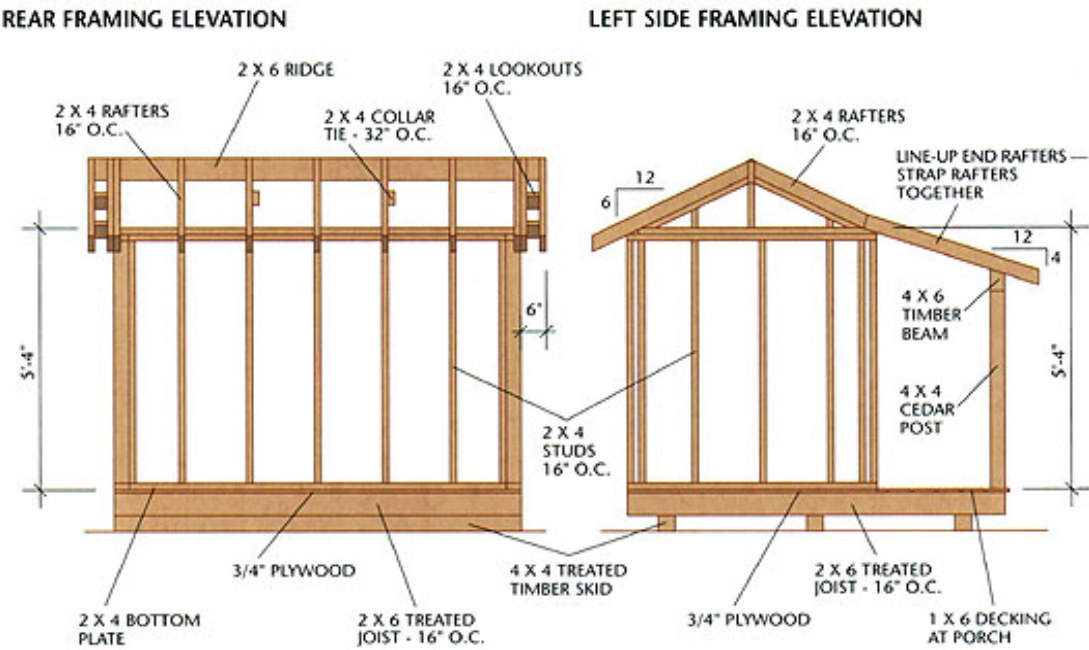 REAR FRAMING ELEVATION
LEFT SIDE FRAMING ELEVATION
2 X 6 RIDGE
2 X 4 LOOKOUTS
16" O.C.
2 X 4 RAFTERS
16" O.C.
2 X 4 COLLAR
TIE - 32" O.C.
2 X 4 RAFTERS
16" O.C.
LINE-UP END RAFTERS
STRAP RAFTERS
TOGETHER
12
6
12
4
6"
5'-4"
4 X 6
TIMBER
BEAM
5'-4"
4 X 4
CEDAR
POST
2 X 4
STUDS
16" O.C.
3/4" PLYWOOD
4 X 4 TREATED
TIMBER SKID
2 X 6 TREATED
JOIST - 16" O.C.
2 X 4 BOTTOM
PLATE
2 X 6 TREATED
JOIST - 16" O.C.
3/4" PLYWOOD
1 X 6 DECKING
AT PORCH